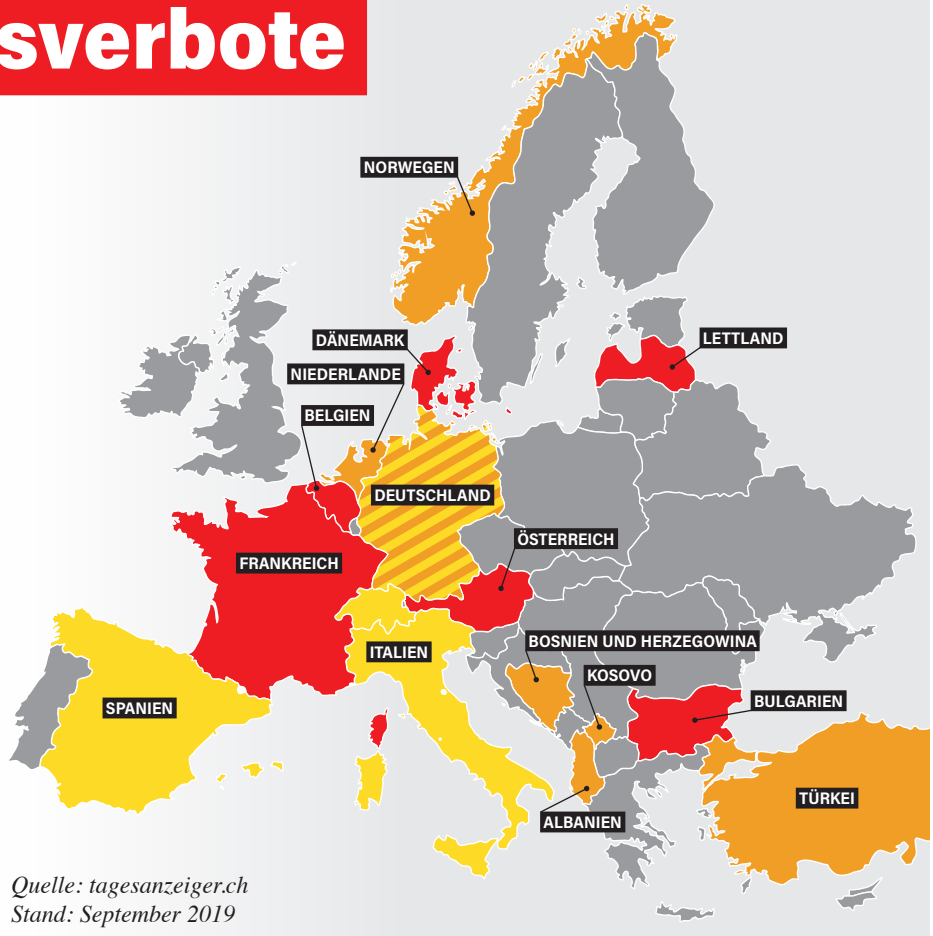 sverbote
NORWEGEN
DÄNEMARK
LETTLAND
NIEDERLANDE
BELGIEN
DEUTSCHLAND
ÖSTERREICH
FRANKREICH
BOSNIEN UND HERZEGOWINA
ITALIEN
KOSOVO
SPANIEN
BULGARIEN
TÜRKEI
ALBANIEN
Quelle: tagesanzeiger.ch
Stand: September 2019